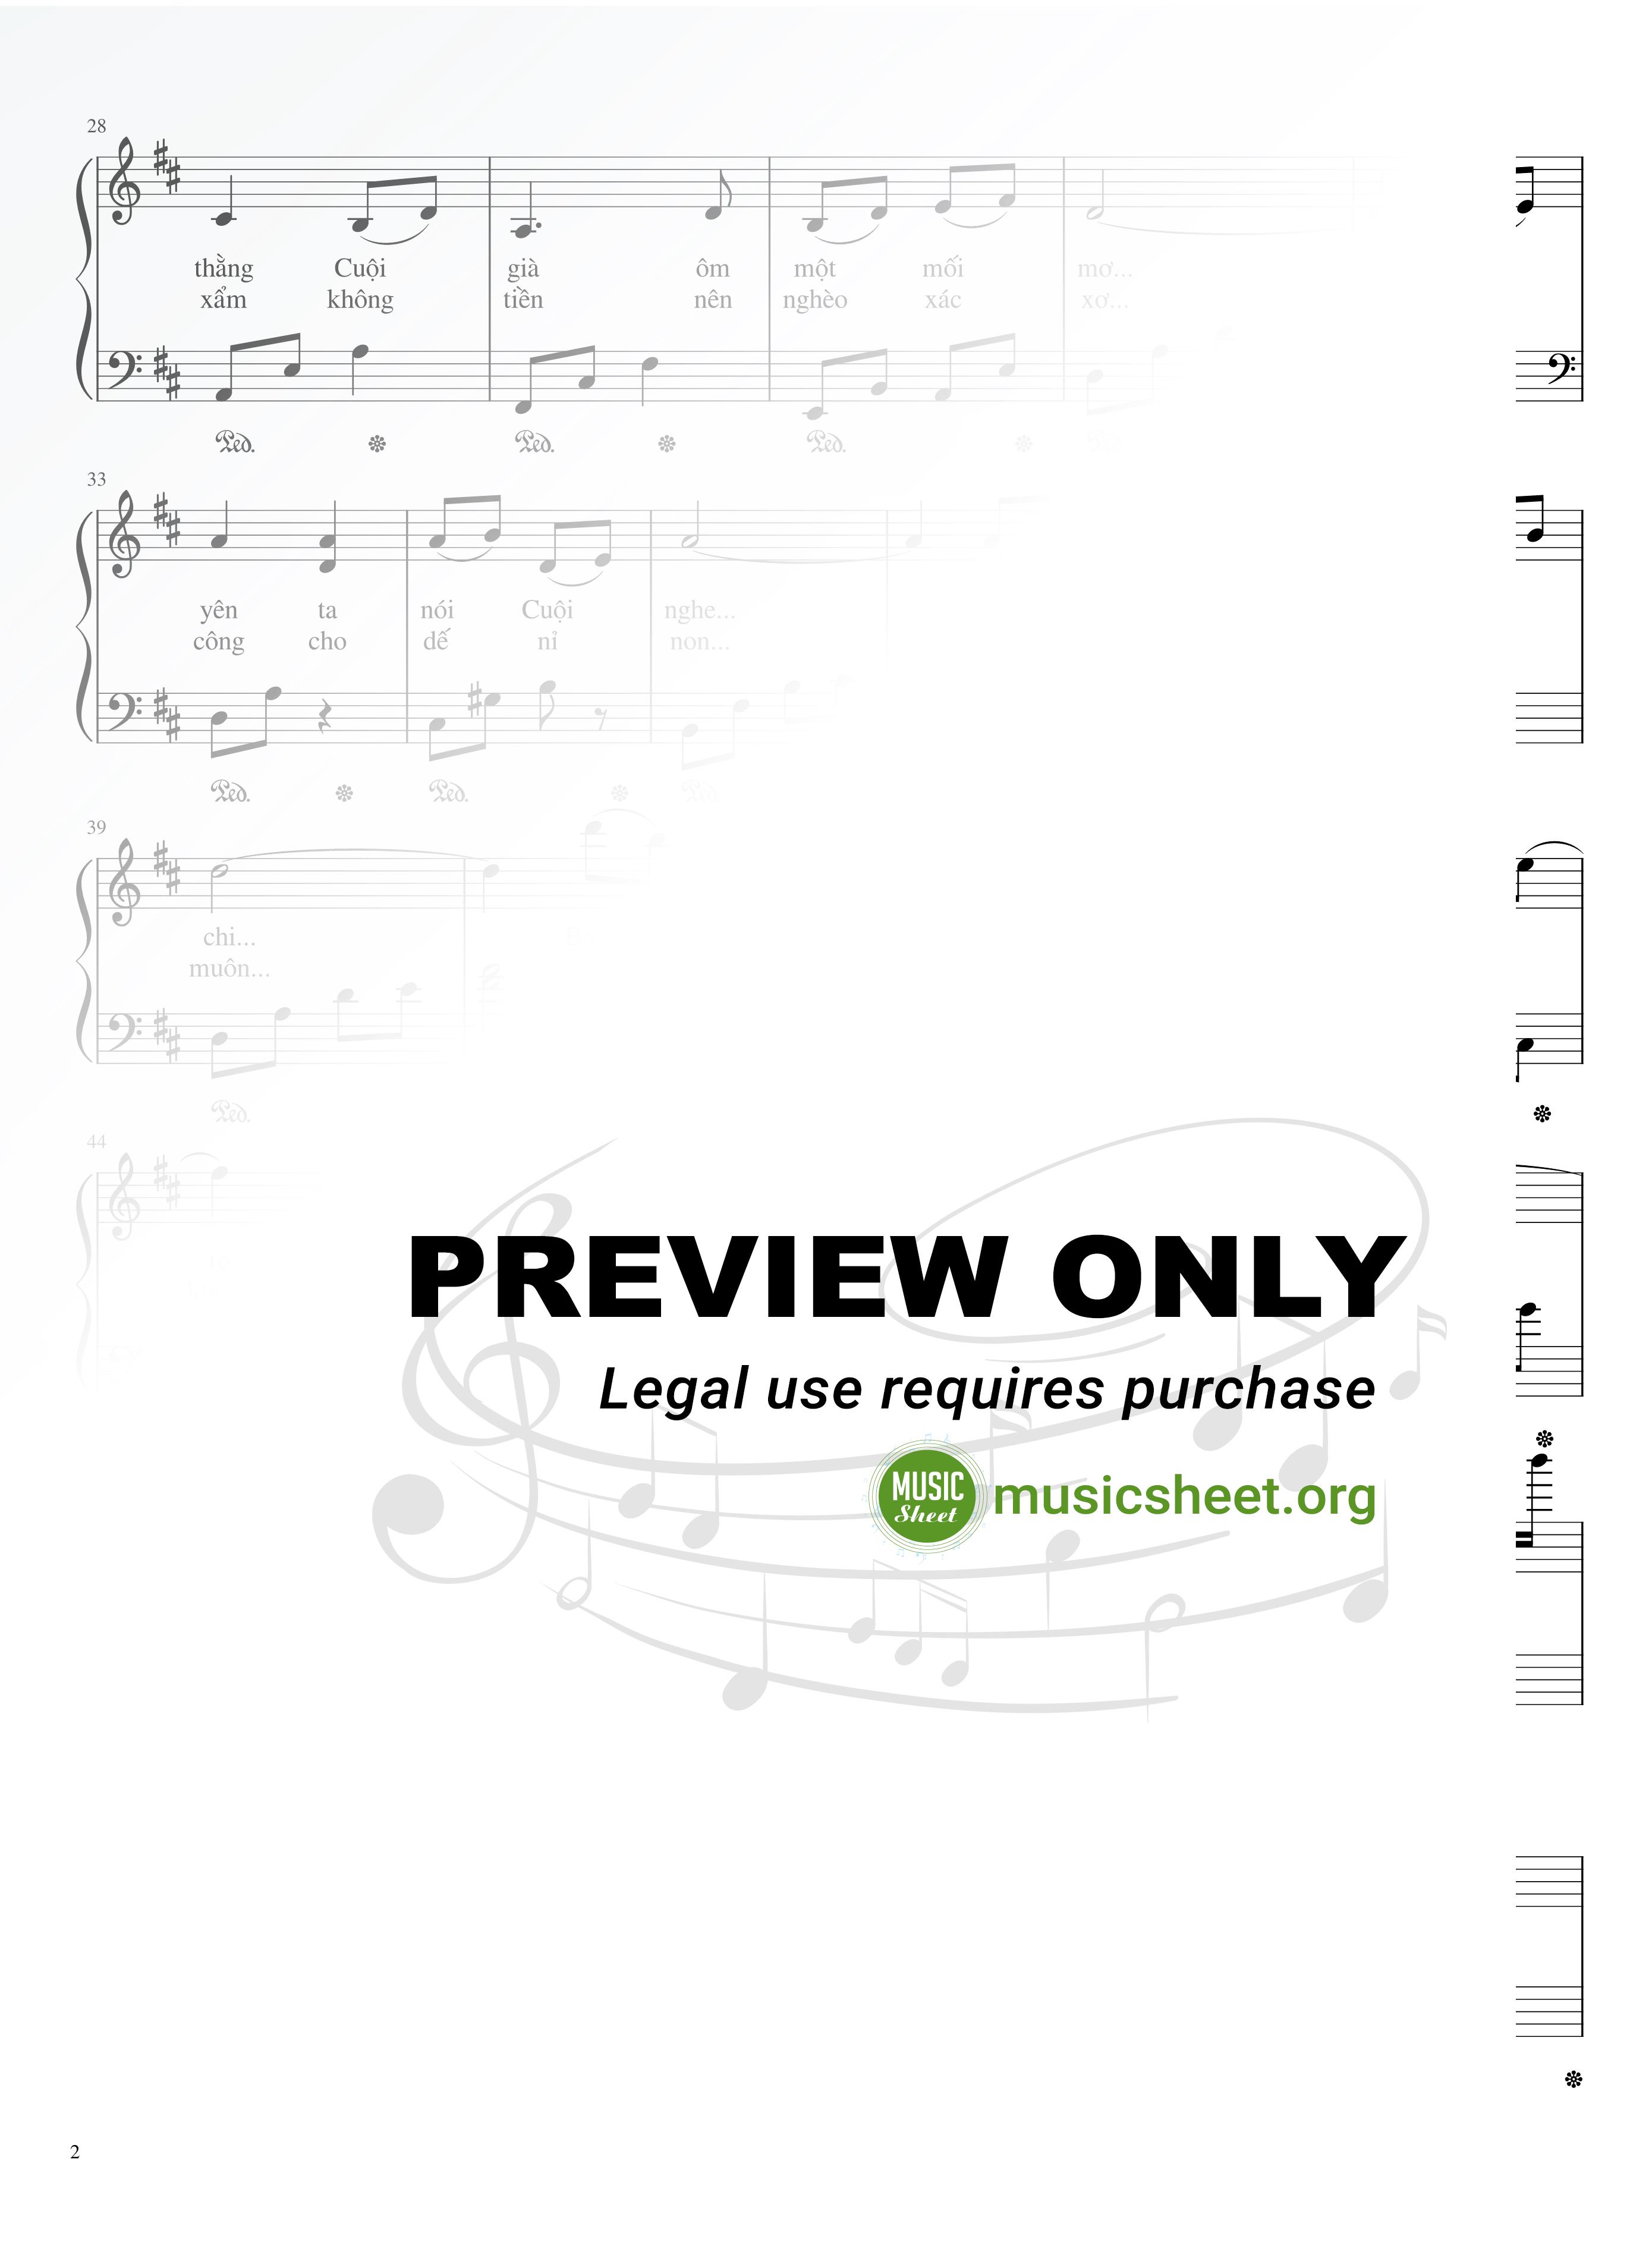 28
thằng Cuội già ôm một mối mơ...
xẩm không tiền nên nghèo xác xơ...
Ped. Ped. Ped.
33
yên ta nói Cuội nghe...
công cho dế nỉ non...
Ped. Ped. Ped.
39
chi...
muôn...
Ped.
44
PREVIEW ONLY
Legal use requires purchase
MUSIC
Sheet
musicsheet.org
2